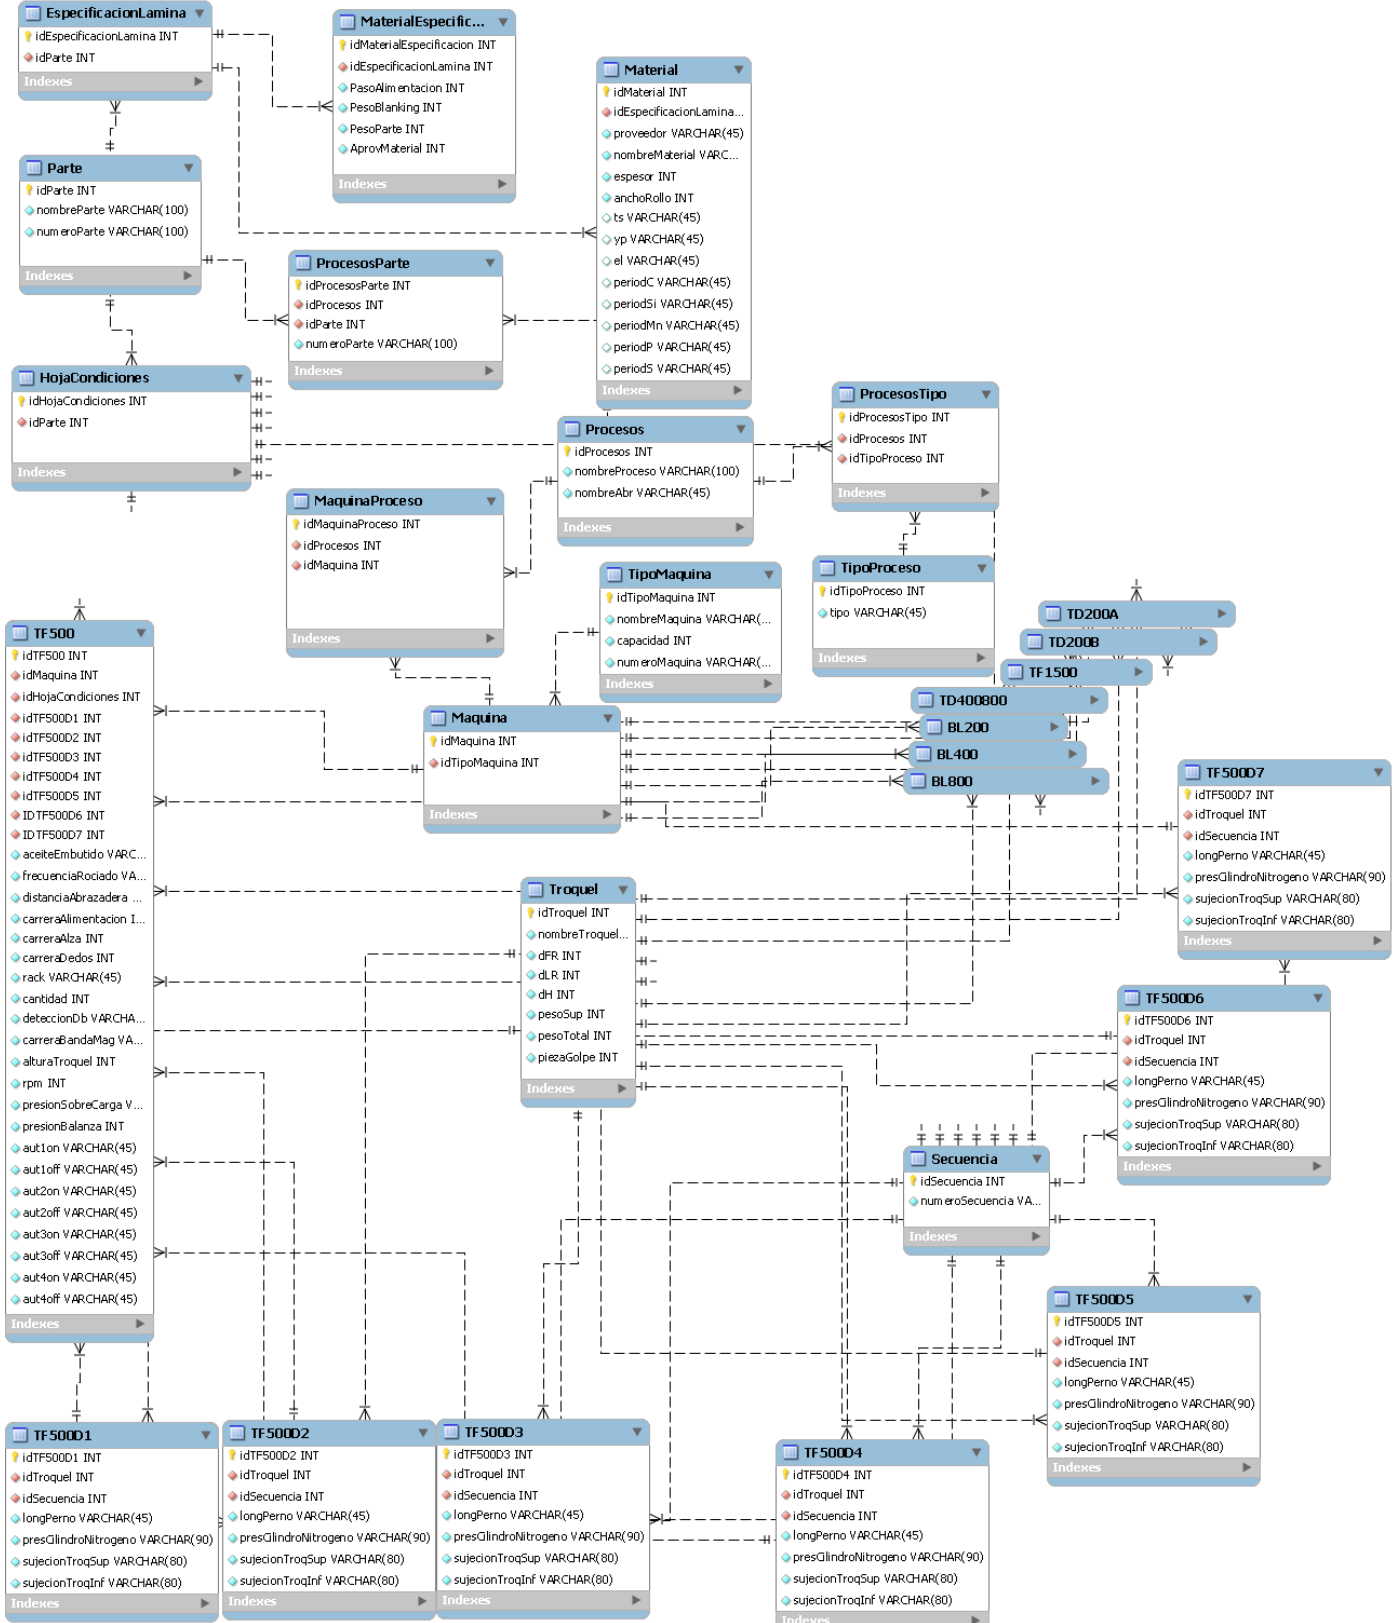 EspecificacionLamina
idEspecificacionLamina INT
idParte INT
Indexes
MaterialEspecific...
idMaterialEspecificacion INT
idEspecificacionLamina INT
PasoAlimentacion INT
PesoBlanking INT
PesoParte INT
AprovMaterial INT
Indexes
Material
idMaterial INT
idEspecificacionLamina...
proveedor VARCHAR(45)
nombreMaterial VARC...
espesor INT
anchoRollo INT
ts VARCHAR(45)
yp VARCHAR(45)
el VARCHAR(45)
periodC VARCHAR(45)
periodSi VARCHAR(45)
periodMn VARCHAR(45)
periodP VARCHAR(45)
periodS VARCHAR(45)
Indexes
Parte
idParte INT
nombreParte VARCHAR(100)
numeroParte VARCHAR(100)
Indexes
ProcesosParte
idProcesosParte INT
idProcesos INT
idParte INT
numeroParte VARCHAR(100)
Indexes
HojaCondiciones
idHojaCondiciones INT
idParte INT
Indexes
Procesos
idProcesos INT
nombreProceso VARCHAR(100)
nombreAbr VARCHAR(45)
Indexes
ProcesosTipo
idProcesosTipo INT
idProcesos INT
idTipoProceso INT
Indexes
MaquinaProceso
idMaquinaProceso INT
idProcesos INT
idMaquina INT
Indexes
TipoMaquina
idTipoMaquina INT
nombreMaquina VARCHAR(...
capacidad INT
numeroMaquina VARCHAR(...
Indexes
TipoProceso
idTipoProceso INT
tipo VARCHAR(45)
Indexes
TD200A
TD200B
TF1500
TD400800
BL200
BL400
BL800
TF500
idTF500 INT
idMaquina INT
idHojaCondiciones INT
idTF500D1 INT
idTF500D2 INT
idTF500D3 INT
idTF500D4 INT
idTF500D5 INT
IDTF500D6 INT
IDTF500D7 INT
aceiteEmbutido VARC...
frecuenciaRociado VA...
distanciaAbrazadera ...
carreraAlimentacion I...
carreraAlza INT
carreraDedos INT
rack VARCHAR(45)
cantidad INT
deteccionDb VARCHA...
carreraBandaMag VA...
alturaTroquel INT
rpm INT
presionSobreCarga V...
presionBalanza INT
aut1on VARCHAR(45)
aut1off VARCHAR(45)
aut2on VARCHAR(45)
aut2off VARCHAR(45)
aut3on VARCHAR(45)
aut3off VARCHAR(45)
aut4on VARCHAR(45)
aut4off VARCHAR(45)
Indexes
Maquina
idMaquina INT
idTipoMaquina INT
Indexes
TF500D7
idTF500D7 INT
idTroquel INT
idSecuencia INT
longPerno VARCHAR(45)
presCilindroNitrogeno VARCHAR(90)
sujecionTroqSup VARCHAR(80)
sujecionTroqInf VARCHAR(80)
Indexes
Troquel
idTroquel INT
nombreTroquel...
dFR INT
dLR INT
dH INT
pesoSup INT
pesoTotal INT
piezaGolpe INT
Indexes
TF500D6
idTF500D6 INT
idTroquel INT
idSecuencia INT
longPerno VARCHAR(45)
presCilindroNitrogeno VARCHAR(90)
sujecionTroqSup VARCHAR(80)
sujecionTroqInf VARCHAR(80)
Indexes
Secuencia
idSecuencia INT
numeroSecuencia VA...
Indexes
TF500D5
idTF500D5 INT
idTroquel INT
idSecuencia INT
longPerno VARCHAR(45)
presCilindroNitrogeno VARCHAR(90)
sujecionTroqSup VARCHAR(80)
sujecionTroqInf VARCHAR(80)
Indexes
TF500D1
idTF500D1 INT
idTroquel INT
idSecuencia INT
longPerno VARCHAR(45)
presCilindroNitrogeno VARCHAR(90)
sujecionTroqSup VARCHAR(80)
sujecionTroqInf VARCHAR(80)
Indexes
TF500D2
idTF500D2 INT
idTroquel INT
idSecuencia INT
longPerno VARCHAR(45)
presCilindroNitrogeno VARCHAR(90)
sujecionTroqSup VARCHAR(80)
sujecionTroqInf VARCHAR(80)
Indexes
TF500D3
idTF500D3 INT
idTroquel INT
idSecuencia INT
longPerno VARCHAR(45)
presCilindroNitrogeno VARCHAR(90)
sujecionTroqSup VARCHAR(80)
sujecionTroqInf VARCHAR(80)
Indexes
TF500D4
idTF500D4 INT
idTroquel INT
idSecuencia INT
longPerno VARCHAR(45)
presCilindroNitrogeno VARCHAR(90)
sujecionTroqSup VARCHAR(80)
sujecionTroqInf VARCHAR(80)
Indexes